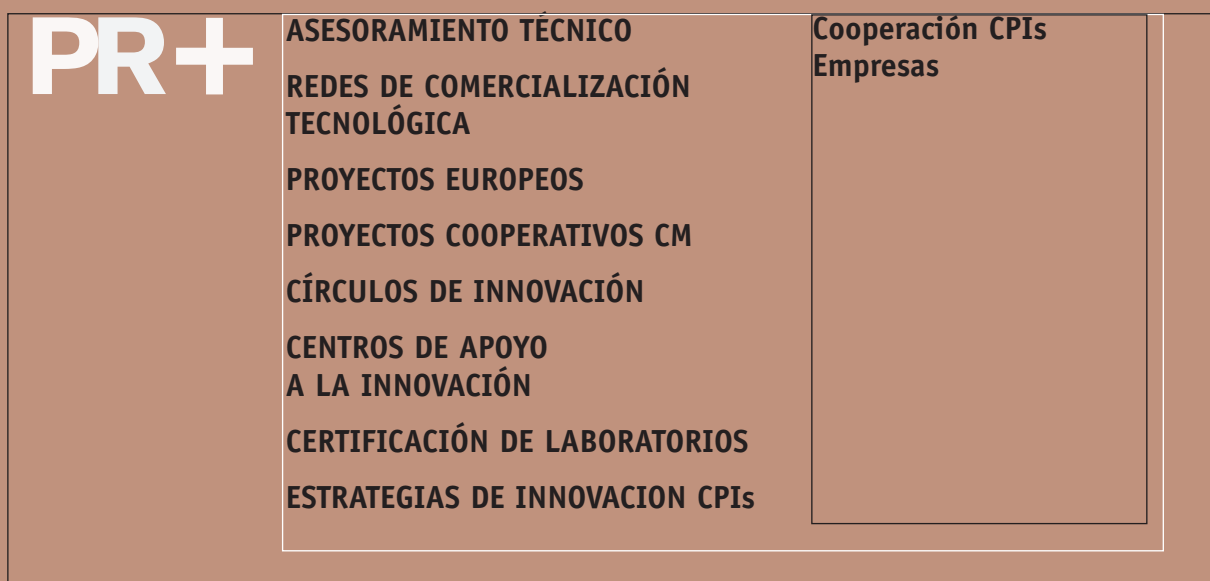 PR+
ASESORAMIENTO TÉCNICO
REDES DE COMERCIALIZACIÓN
TECNOLÓGICA
PROYECTOS EUROPEOS
PROYECTOS COOPERATIVOS CM
CÍRCULOS DE INNOVACIÓN
CENTROS DE APOYO
A LA INNOVACIÓN
CERTIFICACIÓN DE LABORATORIOS
ESTRATEGIAS DE INNOVACION CPIs
Cooperación CPIs
Empresas